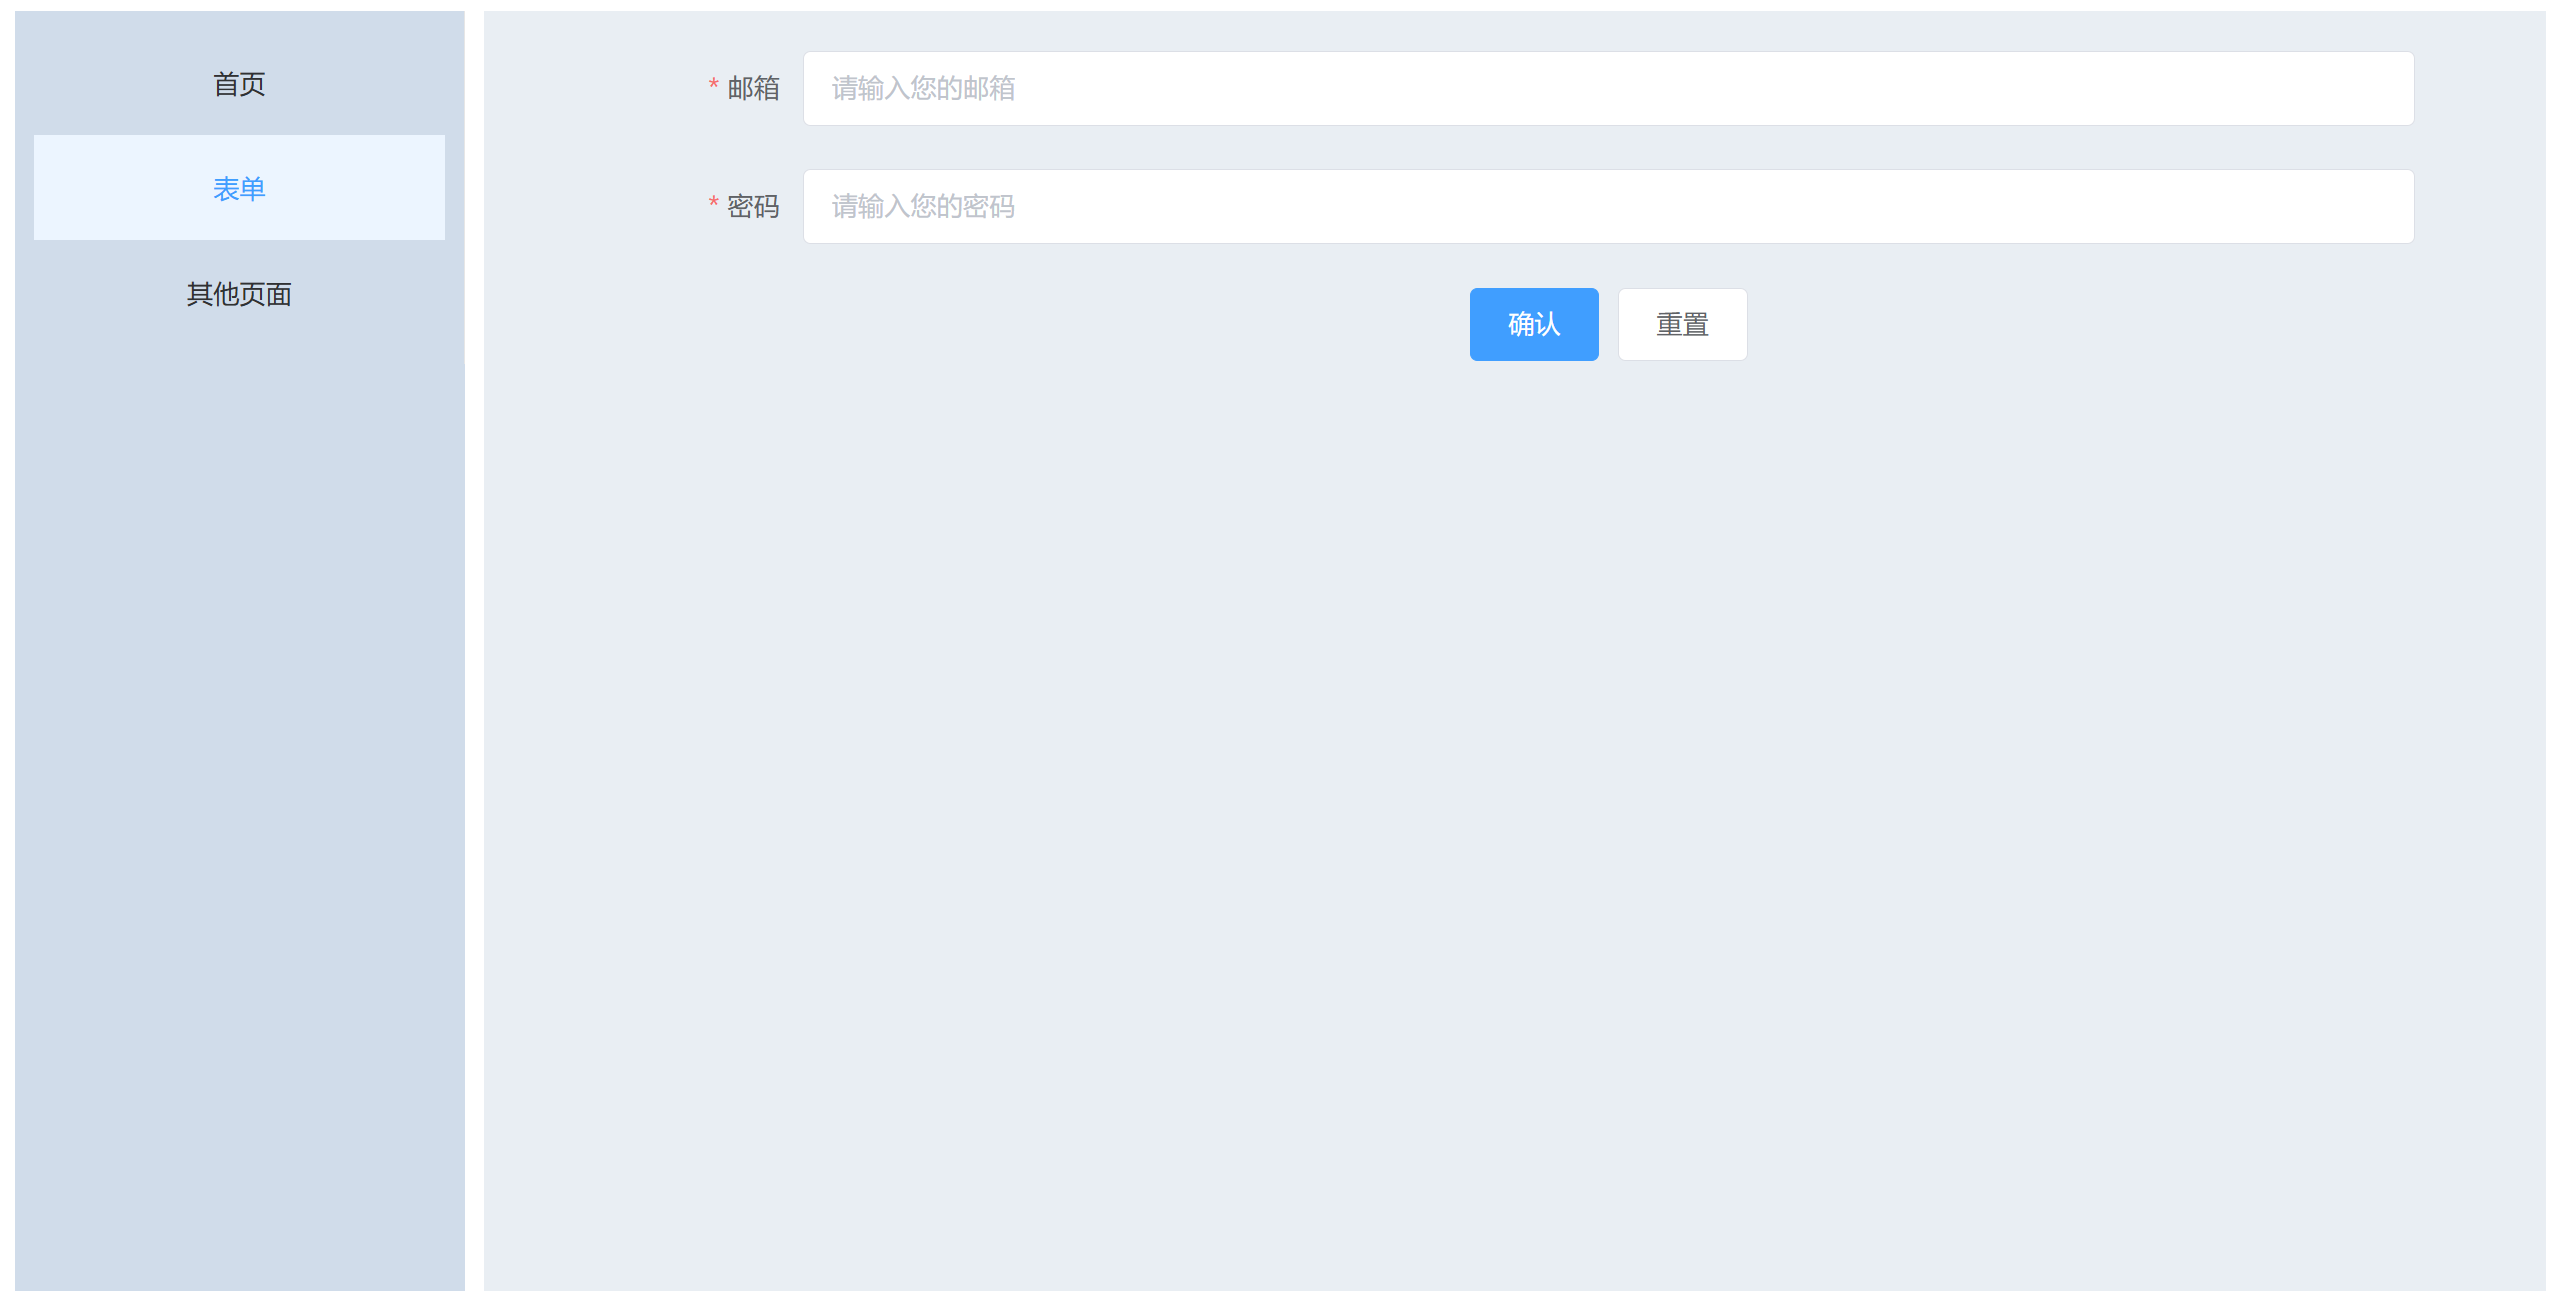 首页
表单
其他页面
* 邮箱 请输入您的邮箱
* 密码 请输入您的密码
确认 重置